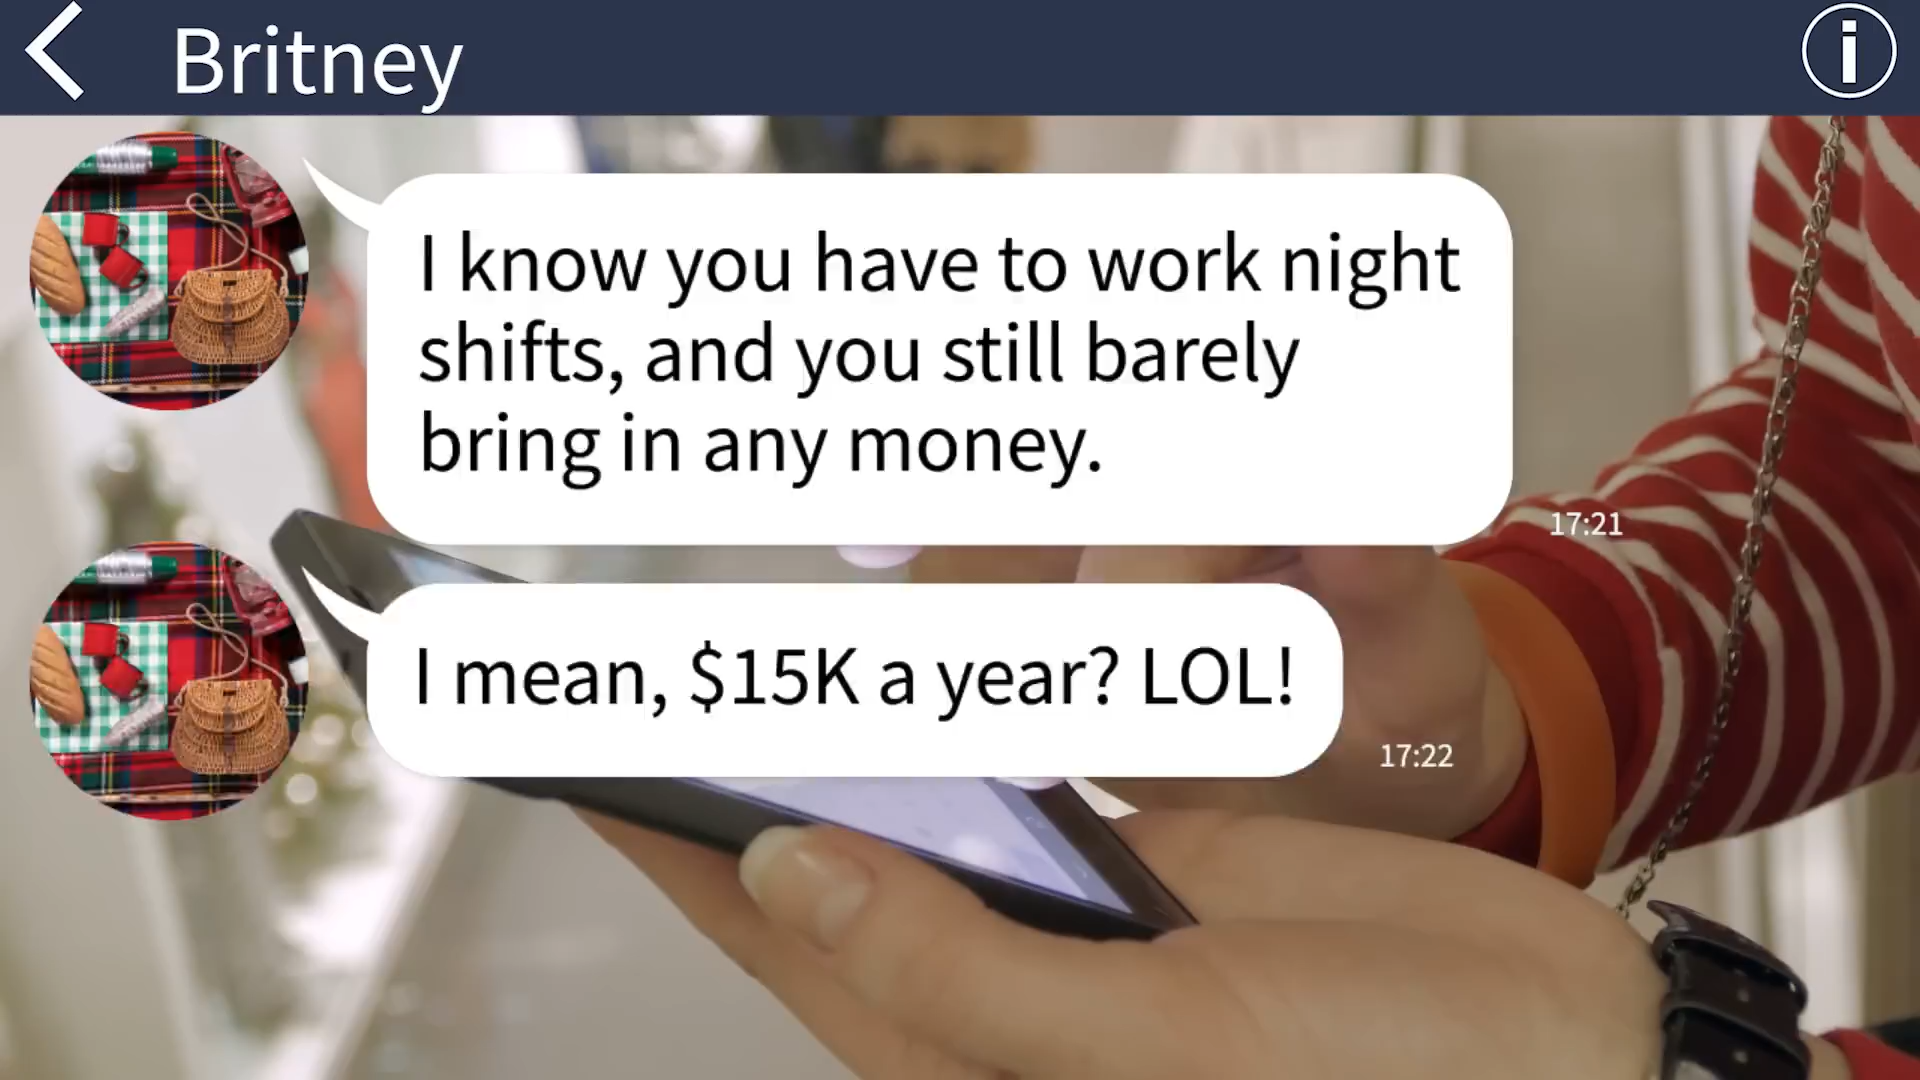 Britney
I know you have to work night
shifts, and you still barely
bring in any money.
17:21
I mean, $15K a year? LOL!
17:22